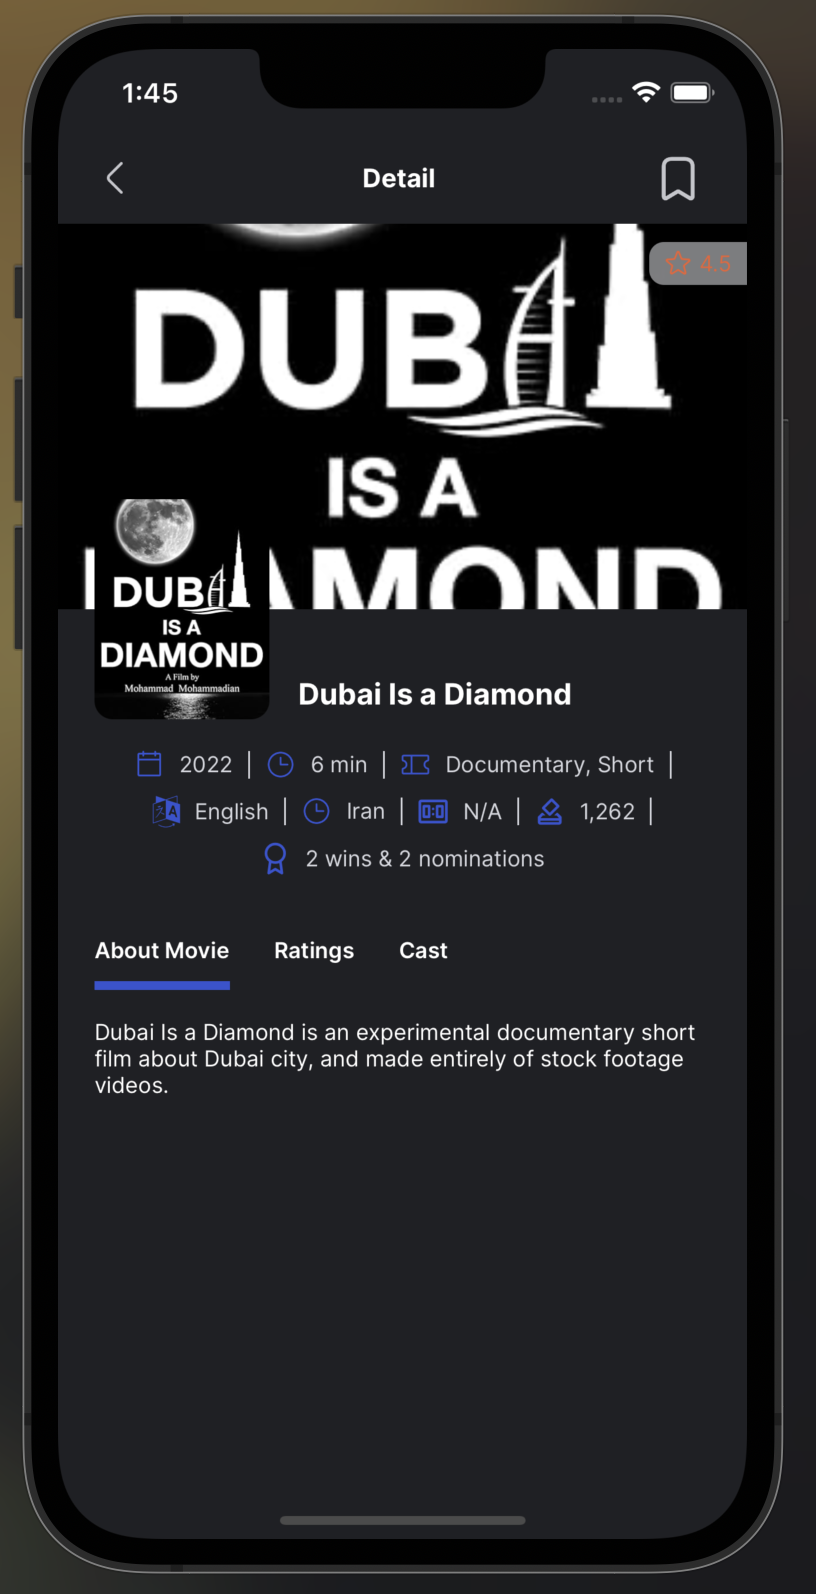 1:45
Detail
4.5
DUBAI
IS A
DIAMOND
DUBAI
IS A
DIAMOND
A Film by
Mohammad Mohammadian
Dubai Is a Diamond
2022 | 6 min | Documentary, Short |
English | Iran | 0:0 N/A | 1,262 |
2 wins & 2 nominations
About Movie Ratings Cast
Dubai Is a Diamond is an experimental documentary short
film about Dubai city, and made entirely of stock footage
videos.